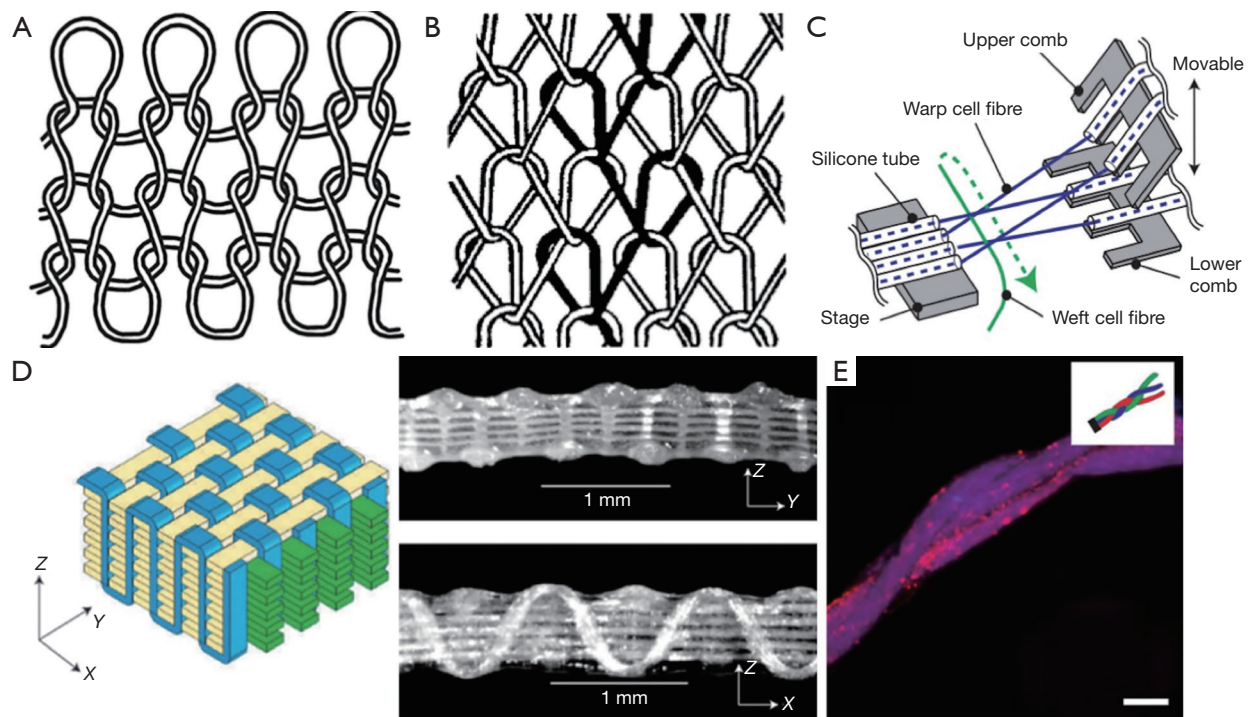 A
B
C
Upper comb
Movable
Warp cell fibre
Silicone tube
Lower
comb
Stage
Weft cell fibre
D
Z
Y
X
Z
Y
1 mm
Z
X
1 mm
E